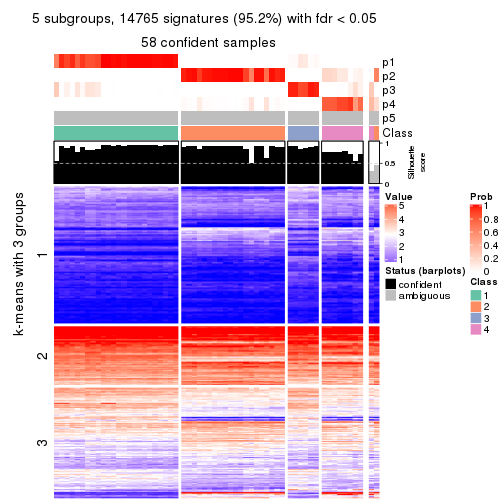 5 subgroups, 14765 signatures (95.2%) with fdr < 0.05
58 confident samples
p1
p2
p3
p4
p5
Class
1
0.5
0
Silhouette
score
k-means with 3 groups
1
2
3
Value
5
4
3
2
1
Status (barplots)
confident
ambiguous
Prob
1
0.8
0.6
0.4
0.2
0
Class
1
2
3
4